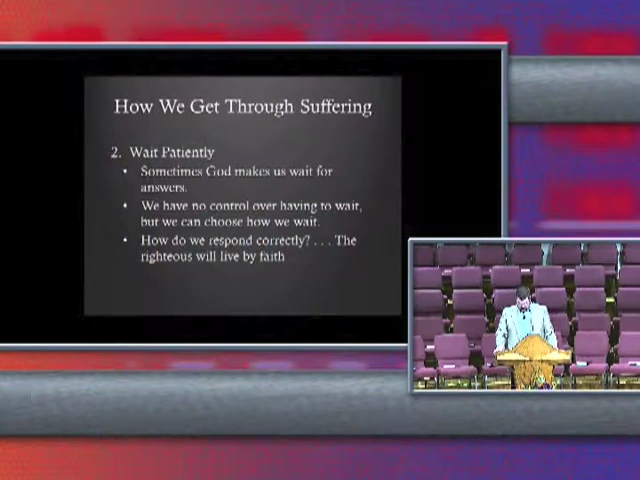 How We Get Through Suffering
2. Wait Patiently
• Sometimes God makes us wait for
answers.
• We have no control over having to wait,
but we can choose how we wait.
• How do we respond correctly? . . . The
righteous will live by faith